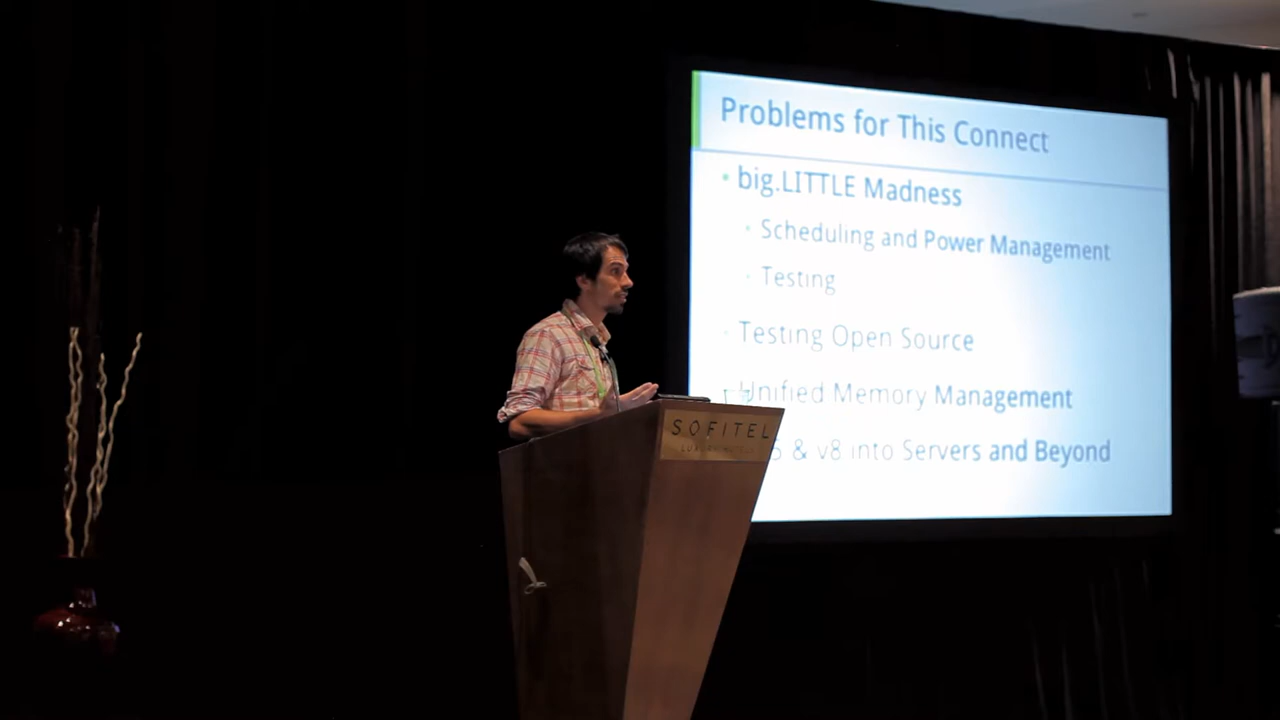 Problems for This Connect
big.LITTLE Madness
Scheduling and Power Management
Testing
Testing Open Source
Unified Memory Management
& v8 into Servers and Beyond
SOFITEL